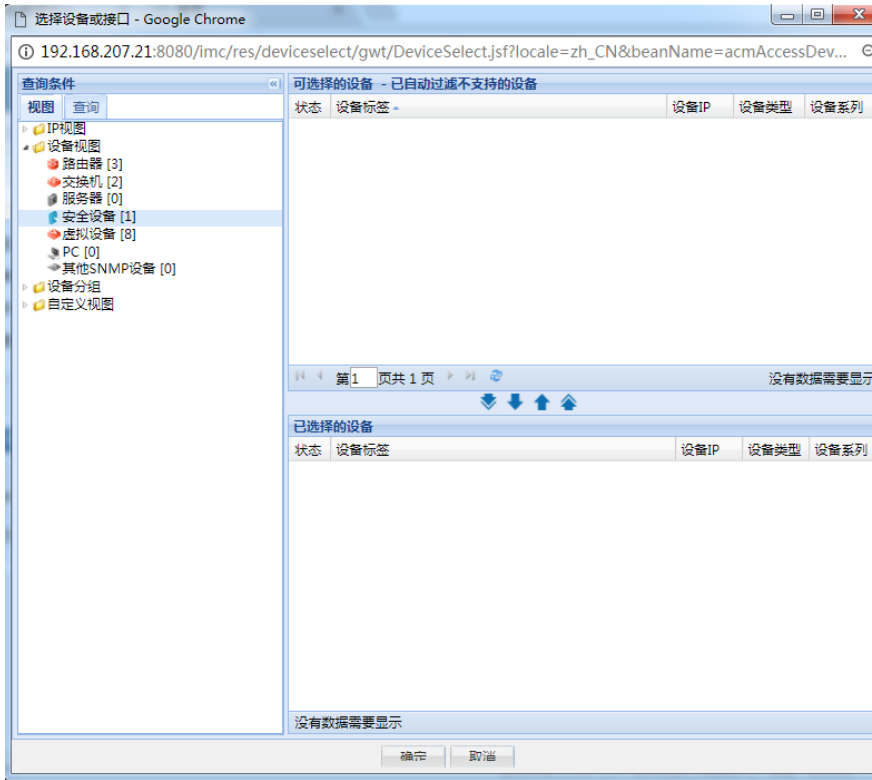 选择设备或接口 - Google Chrome
192.168.207.21:8080/imc/res/deviceselect/gwt/DeviceSelect.jsf?locale=zh_CN&beanName=acmAccessDev...
查询条件
视图 查询
IP视图
设备视图
路由器 [3]
交换机 [2]
服务器 [0]
安全设备 [1]
虚拟设备 [8]
PC [0]
其他SNMP设备 [0]
设备分组
自定义视图
可选择的设备 - 已自动过滤不支持的设备
状态 设备标签 设备IP 设备类型 设备系列
第1 页共 1 页 没有数据需要显示
已选择的设备
状态 设备标签 设备IP 设备类型 设备系列
没有数据需要显示
确定 取消